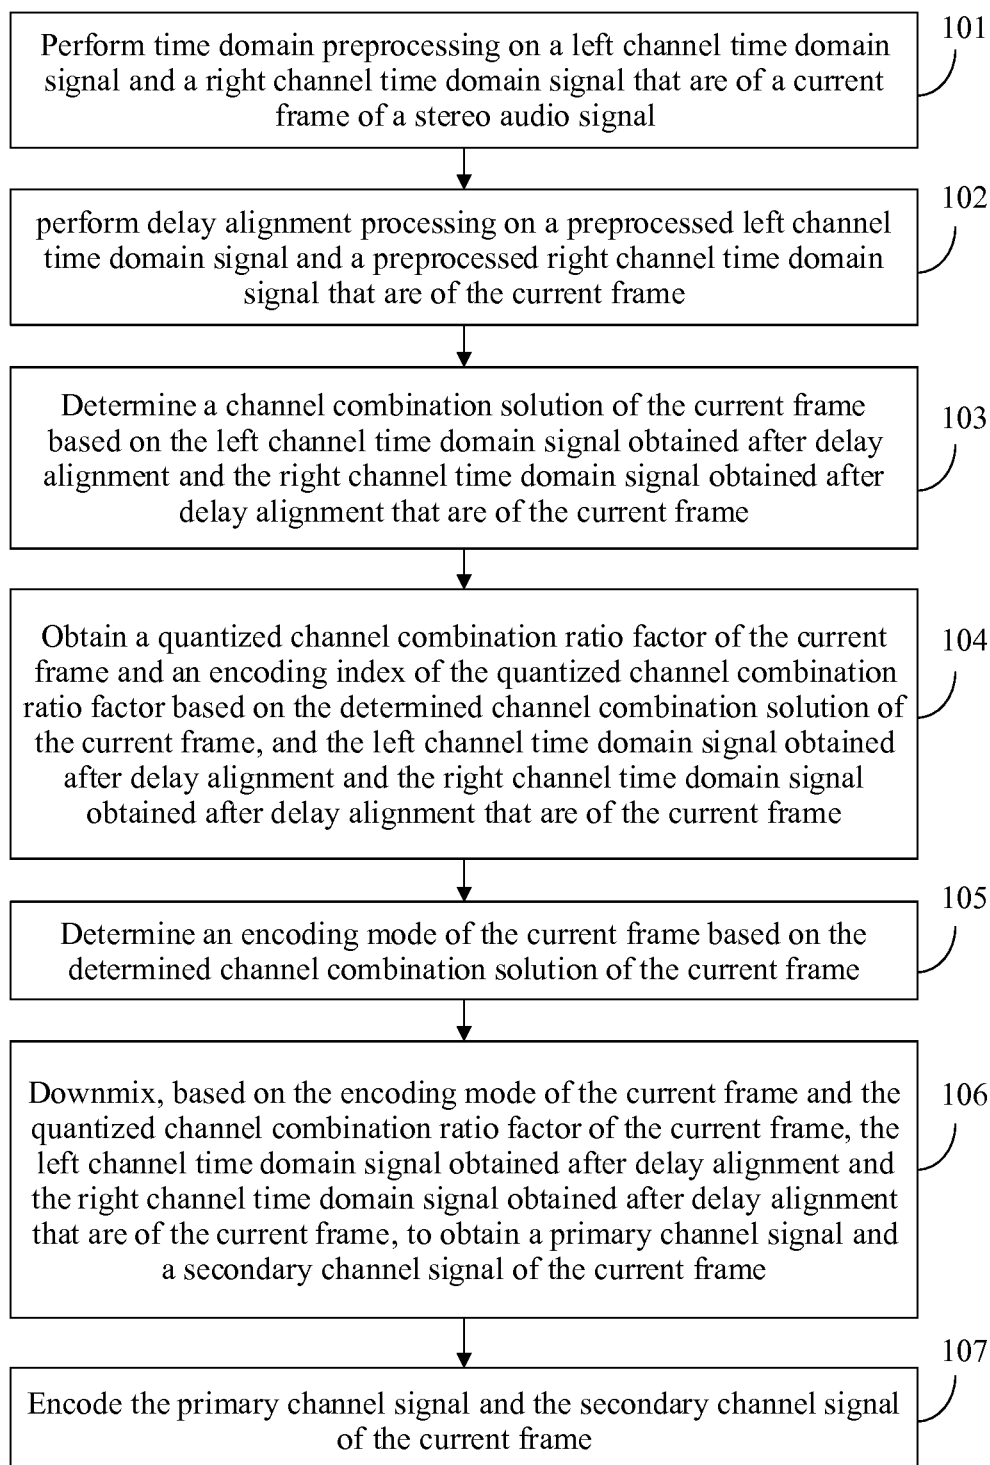 101
Perform time domain preprocessing on a left channel time domain
signal and a right channel time domain signal that are of a current
frame of a stereo audio signal
102
perform delay alignment processing on a preprocessed left channel
time domain signal and a preprocessed right channel time domain
signal that are of the current frame
103
Determine a channel combination solution of the current frame
based on the left channel time domain signal obtained after delay
alignment and the right channel time domain signal obtained after
delay alignment that are of the current frame
104
Obtain a quantized channel combination ratio factor of the current
frame and an encoding index of the quantized channel combination
ratio factor based on the determined channel combination solution of
the current frame, and the left channel time domain signal obtained
after delay alignment and the right channel time domain signal
obtained after delay alignment that are of the current frame
105
Determine an encoding mode of the current frame based on the
determined channel combination solution of the current frame
106
Downmix, based on the encoding mode of the current frame and the
quantized channel combination ratio factor of the current frame, the
left channel time domain signal obtained after delay alignment and
the right channel time domain signal obtained after delay alignment
that are of the current frame, to obtain a primary channel signal and
a secondary channel signal of the current frame
107
Encode the primary channel signal and the secondary channel signal
of the current frame